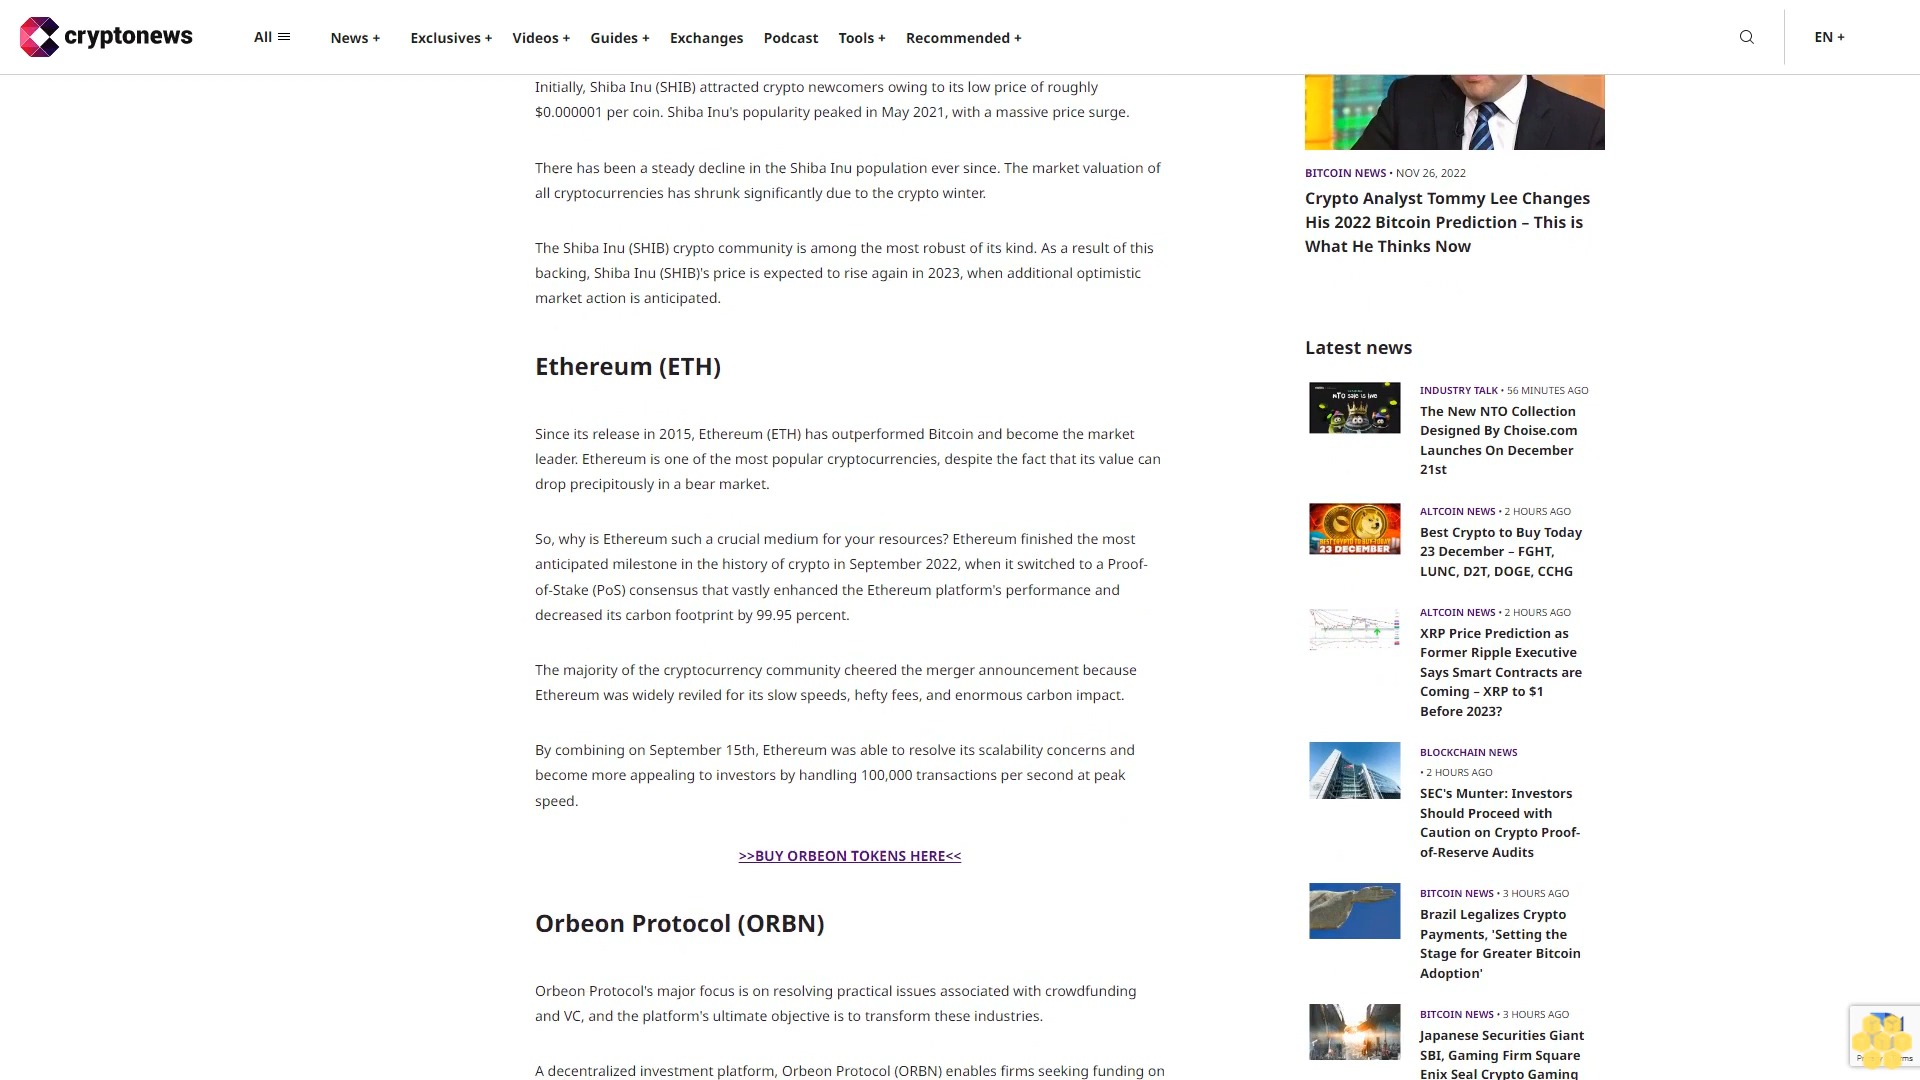 cryptonews
All
News +
Exclusives +
Videos +
Guides +
Exchanges
Podcast
Tools +
Recommended +
EN +
Initially, Shiba Inu (SHIB) attracted crypto newcomers owing to its low price of roughly
$0.000001 per coin. Shiba Inu's popularity peaked in May 2021, with a massive price surge.
There has been a steady decline in the Shiba Inu population ever since. The market valuation of
all cryptocurrencies has shrunk significantly due to the crypto winter.
The Shiba Inu (SHIB) crypto community is among the most robust of its kind. As a result of this
backing, Shiba Inu (SHIB)'s price is expected to rise again in 2023, when additional optimistic
market action is anticipated.
Ethereum (ETH)
Since its release in 2015, Ethereum (ETH) has outperformed Bitcoin and become the market
leader. Ethereum is one of the most popular cryptocurrencies, despite the fact that its value can
drop precipitously in a bear market.
So, why is Ethereum such a crucial medium for your resources? Ethereum finished the most
anticipated milestone in the history of crypto in September 2022, when it switched to a Proof-
of-Stake (PoS) consensus that vastly enhanced the Ethereum platform's performance and
decreased its carbon footprint by 99.95 percent.
The majority of the cryptocurrency community cheered the merger announcement because
Ethereum was widely reviled for its slow speeds, hefty fees, and enormous carbon impact.
By combining on September 15th, Ethereum was able to resolve its scalability concerns and
become more appealing to investors by handling 100,000 transactions per second at peak
speed.
>>BUY ORBEON TOKENS HERE<<
Orbeon Protocol (ORBN)
Orbeon Protocol's major focus is on resolving practical issues associated with crowdfunding
and VC, and the platform's ultimate objective is to transform these industries.
A decentralized investment platform, Orbeon Protocol (ORBN) enables firms seeking funding on
BITCOIN NEWS • NOV 26, 2022
Crypto Analyst Tommy Lee Changes
His 2022 Bitcoin Prediction – This is
What He Thinks Now
Latest news
NTO sale is live
INDUSTRY TALK • 56 MINUTES AGO
The New NTO Collection
Designed By Choise.com
Launches On December
21st
BEST CRYPTO TO BUY TODAY
23 DECEMBER
ALTCOIN NEWS • 2 HOURS AGO
Best Crypto to Buy Today
23 December – FGHT,
LUNC, D2T, DOGE, CCHG
ALTCOIN NEWS • 2 HOURS AGO
XRP Price Prediction as
Former Ripple Executive
Says Smart Contracts are
Coming – XRP to $1
Before 2023?
BLOCKCHAIN NEWS
• 2 HOURS AGO
SEC's Munter: Investors
Should Proceed with
Caution on Crypto Proof-
of-Reserve Audits
BITCOIN NEWS • 3 HOURS AGO
Brazil Legalizes Crypto
Payments, 'Setting the
Stage for Greater Bitcoin
Adoption'
BITCOIN NEWS • 3 HOURS AGO
Japanese Securities Giant
SBI, Gaming Firm Square
Enix Seal Crypto Gaming